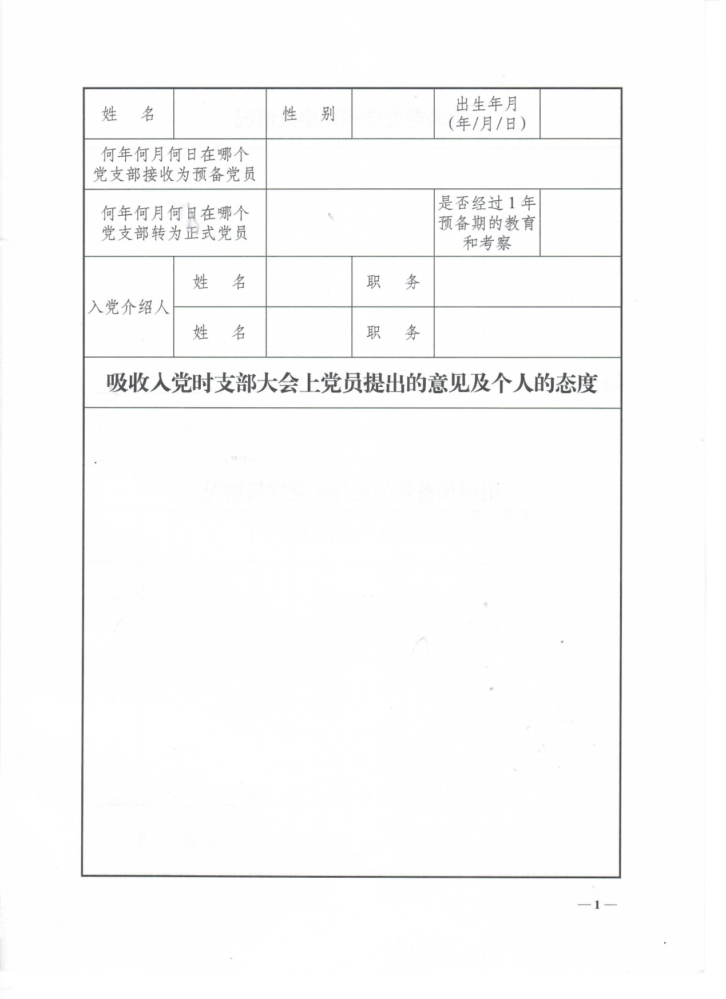 姓 名
性 别
出生年月
(年/月/日)
何年何月何日在哪个
党支部接收为预备党员
何年何月何日在哪个
党支部转为正式党员
是否经过1年
预备期的教育
和考察
入党介绍人
姓 名
职 务
姓 名
职 务
吸收入党时支部大会上党员提出的意见及个人的态度
—1—